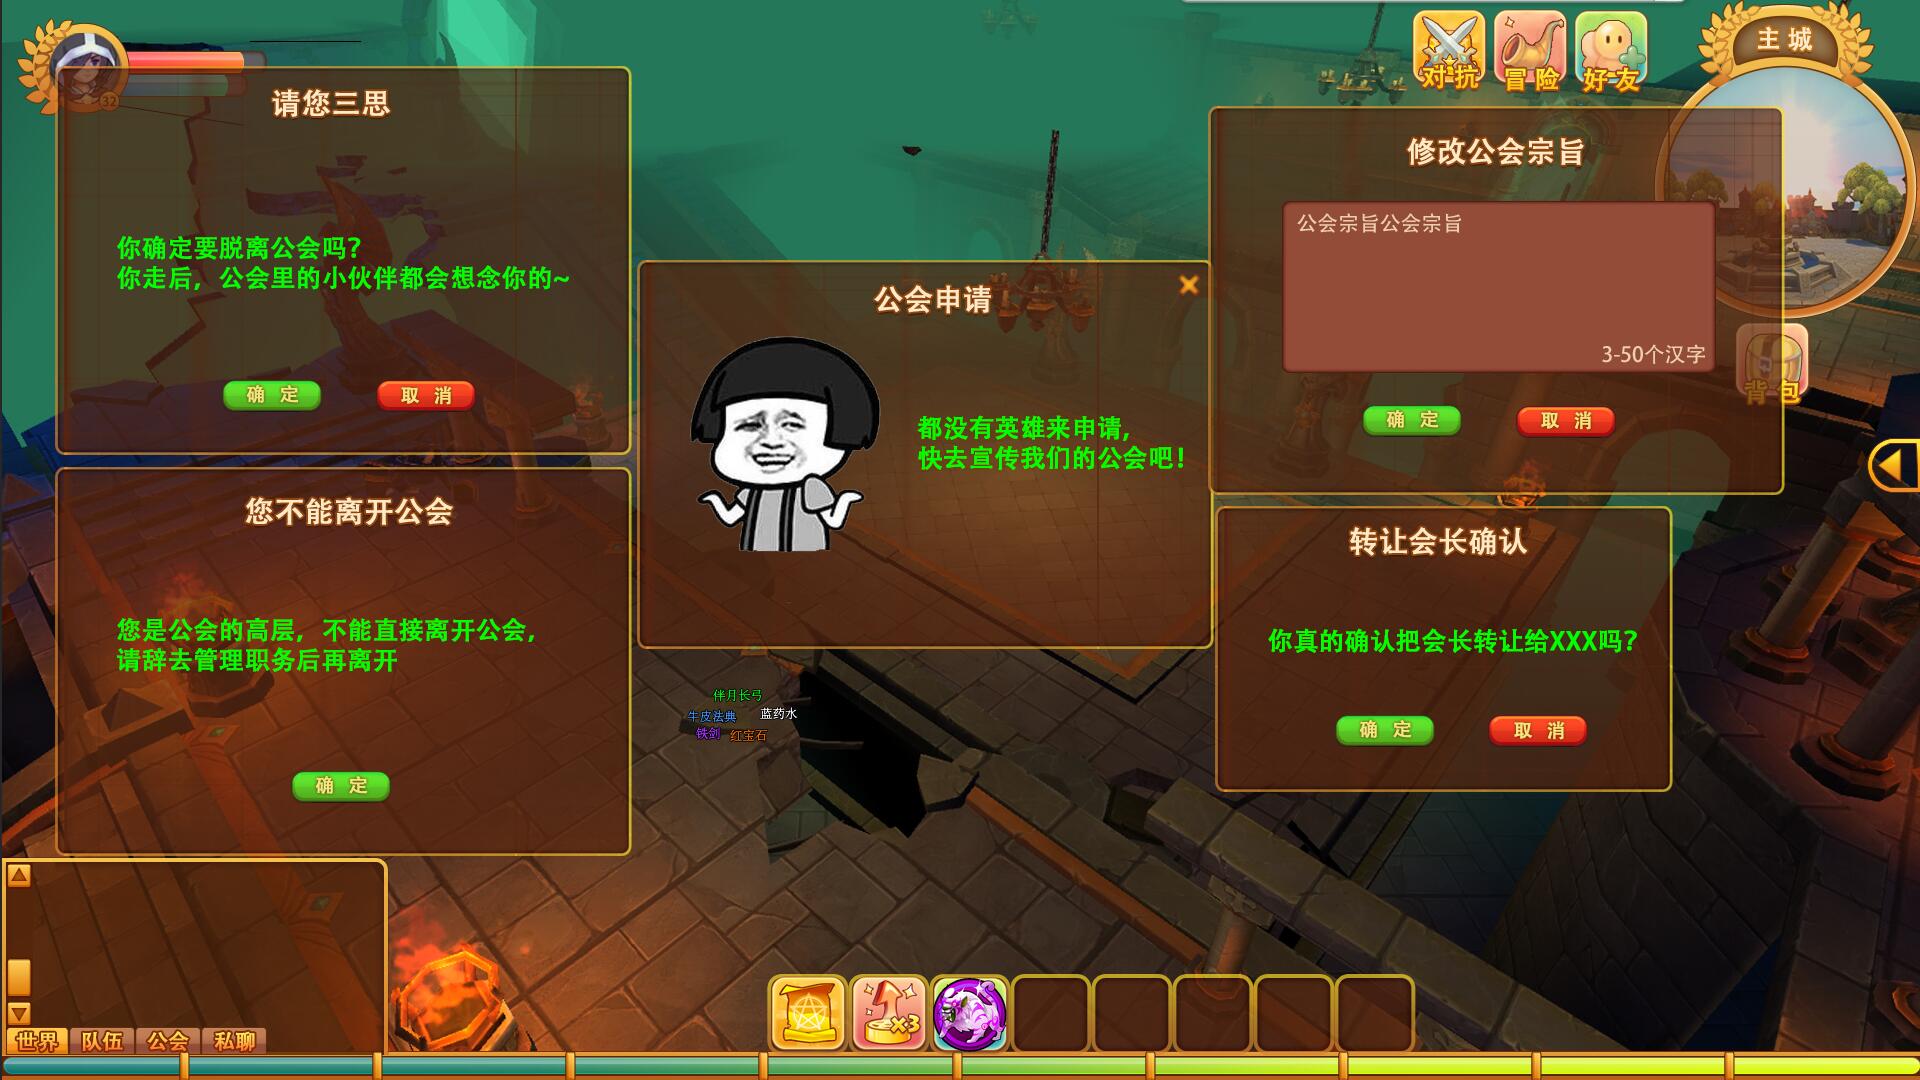 32
对抗
冒险
好友
主城
请您三思
你确定要脱离公会吗?
你走后，公会里的小伙伴都会想念你的~
确 定
取 消
修改公会宗旨
公会宗旨公会宗旨
3-50个汉字
确 定
取 消
背包
公会申请
都没有英雄来申请,
快去宣传我们的公会吧!
您不能离开公会
您是公会的高层，不能直接离开公会,
请辞去管理职务后再离开
确 定
转让会长确认
你真的确认把会长转让给XXX吗?
确 定
取 消
伴月长弓
牛皮法典
蓝药水
铁剑
红宝石
×3
世界
队伍
公会
私聊